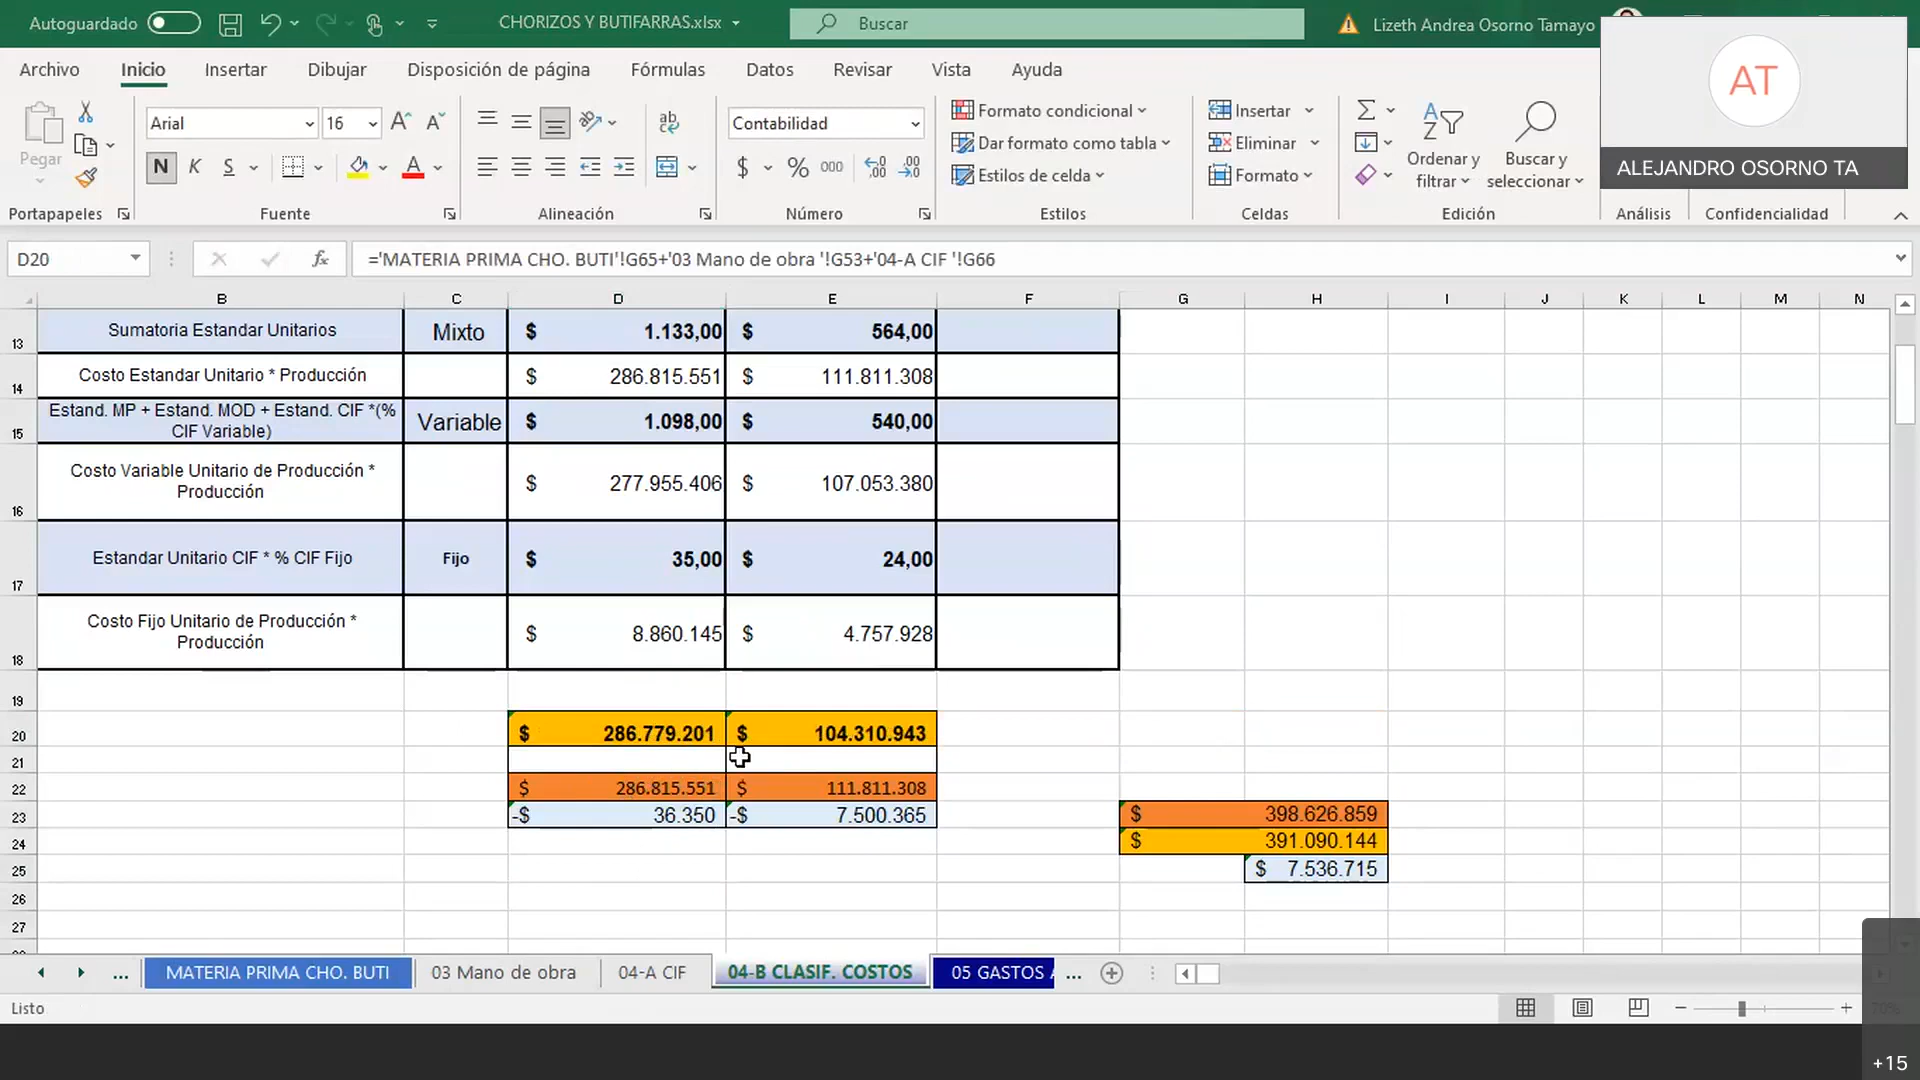 Autoguardado CHORIZOS Y BUTIFARRAS.xlsx Buscar Lizeth Andrea Osorno Tamayo
Archivo Inicio Insertar Dibujar Disposición de página Fórmulas Datos Revisar Vista Ayuda
AT
ALEJANDRO OSORNO TA
Pegar Arial 16 A A
N K S A
ab
Contabilidad
$ % 000
Formato condicional
Dar formato como tabla
Estilos de celda
Insertar
Eliminar
Formato
Ordenar y filtrar
Buscar y seleccionar
Portapapeles Fuente Alineación Número Estilos Celdas Edición Análisis Confidencialidad
D20 fx ='MATERIA PRIMA CHO. BUTI'!G65+'03 Mano de obra '!G53+'04-A CIF '!G66
B C D E F G H I J K L M N
13 Sumatoria Estandar Unitarios Mixto $ 1.133,00 $ 564,00
14 Costo Estandar Unitario * Producción $ 286.815.551 $ 111.811.308
15 Estand. MP + Estand. MOD + Estand. CIF *(%
CIF Variable) Variable $ 1.098,00 $ 540,00
16 Costo Variable Unitario de Producción *
Producción $ 277.955.406 $ 107.053.380
17 Estandar Unitario CIF * % CIF Fijo Fijo $ 35,00 $ 24,00
18 Costo Fijo Unitario de Producción *
Producción $ 8.860.145 $ 4.757.928
19
20 $ 286.779.201 $ 104.310.943
21
22 $ 286.815.551 $ 111.811.308
23 -$ 36.350 -$ 7.500.365 $ 398.626.859
24 $ 391.090.144
25 $ 7.536.715
26
27
... MATERIA PRIMA CHO. BUTI 03 Mano de obra 04-A CIF 04-B CLASIF. COSTOS 05 GASTOS A ...
Listo
+15